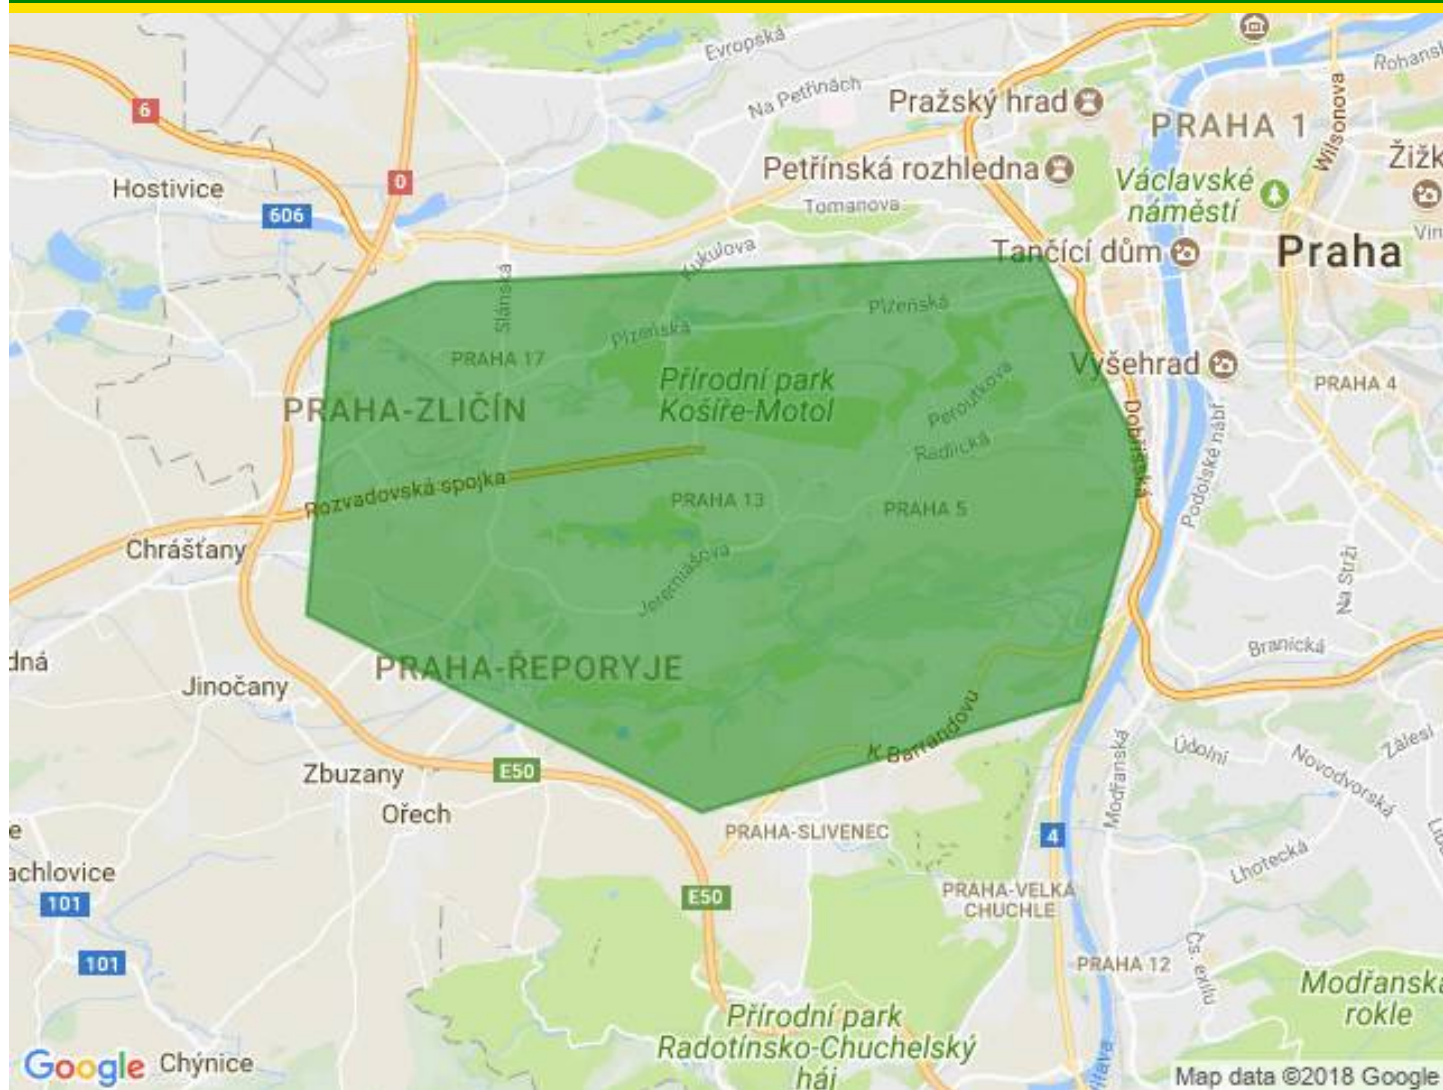 Evropská
Rohansk
Na Petřinách
6
Pražský hrad
PRAHA 1
Wilsonova
Žižk
Petřínská rozhledna
0
Hostivice
Václavské
náměstí
606
Tomanova
Vin
Kukulova
Tančící dům
Praha
Slánská
Plzeňská
Plzeňská
PRAHA 17
Vyšehrad
Přírodní park
Košíře-Motol
PRAHA 4
PRAHA-ZLIČÍN
Peroutkova
Dobříšská
Radlická
Podolské nábř
Rozvadovská spojka
PRAHA 13
PRAHA 5
Chrášťany
Jeremiášova
Na Strži
Branická
dná
PRAHA-ŘEPORYJE
Jinočany
K Barrandovu
Modřanská
Údolní
Zálesí
Novodvorská
Zbuzany
E50
Ořech
e
PRAHA-SLIVENEC
4
Lhotecká
achlovice
101
E50
PRAHA-VELKÁ
CHUCHLE
101
PRAHA 12
Čs. exilu
Modřanská
rokle
Přírodní park
Radotínsko-Chuchelský
háj
Google
Chýnice
Vltava
Map data ©2018 Google